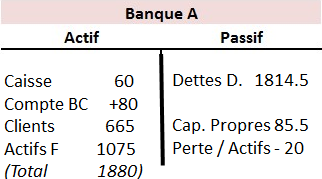 Banque A
Actif Passif
Caisse 60 Dettes D. 1814.5
Compte BC +80
Clients 665 Cap. Propres 85.5
Actifs F 1075 Perte / Actifs - 20
(Total 1880)